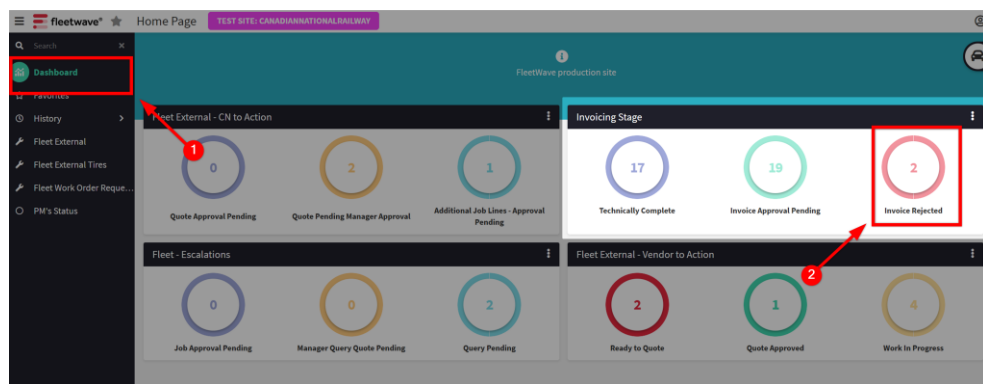 fleetwave® Home Page TEST SITE: CANADIANNATIONALRAILWAY
Search ×
Dashboard
Favorites
History
Fleet External
Fleet External Tires
Fleet Work Order Reque...
PM's Status
FleetWave production site
1
2
Fleet External - CN to Action
0 2 1
Quote Approval Pending Quote Pending Manager Approval Additional Job Lines - Approval
Pending
Invoicing Stage
17 19 2
Technically Complete Invoice Approval Pending Invoice Rejected
Fleet - Escalations
0 0 2
Job Approval Pending Manager Query Quote Pending Query Pending
Fleet External - Vendor to Action
2 1 4
Ready to Quote Quote Approved Work In Progress